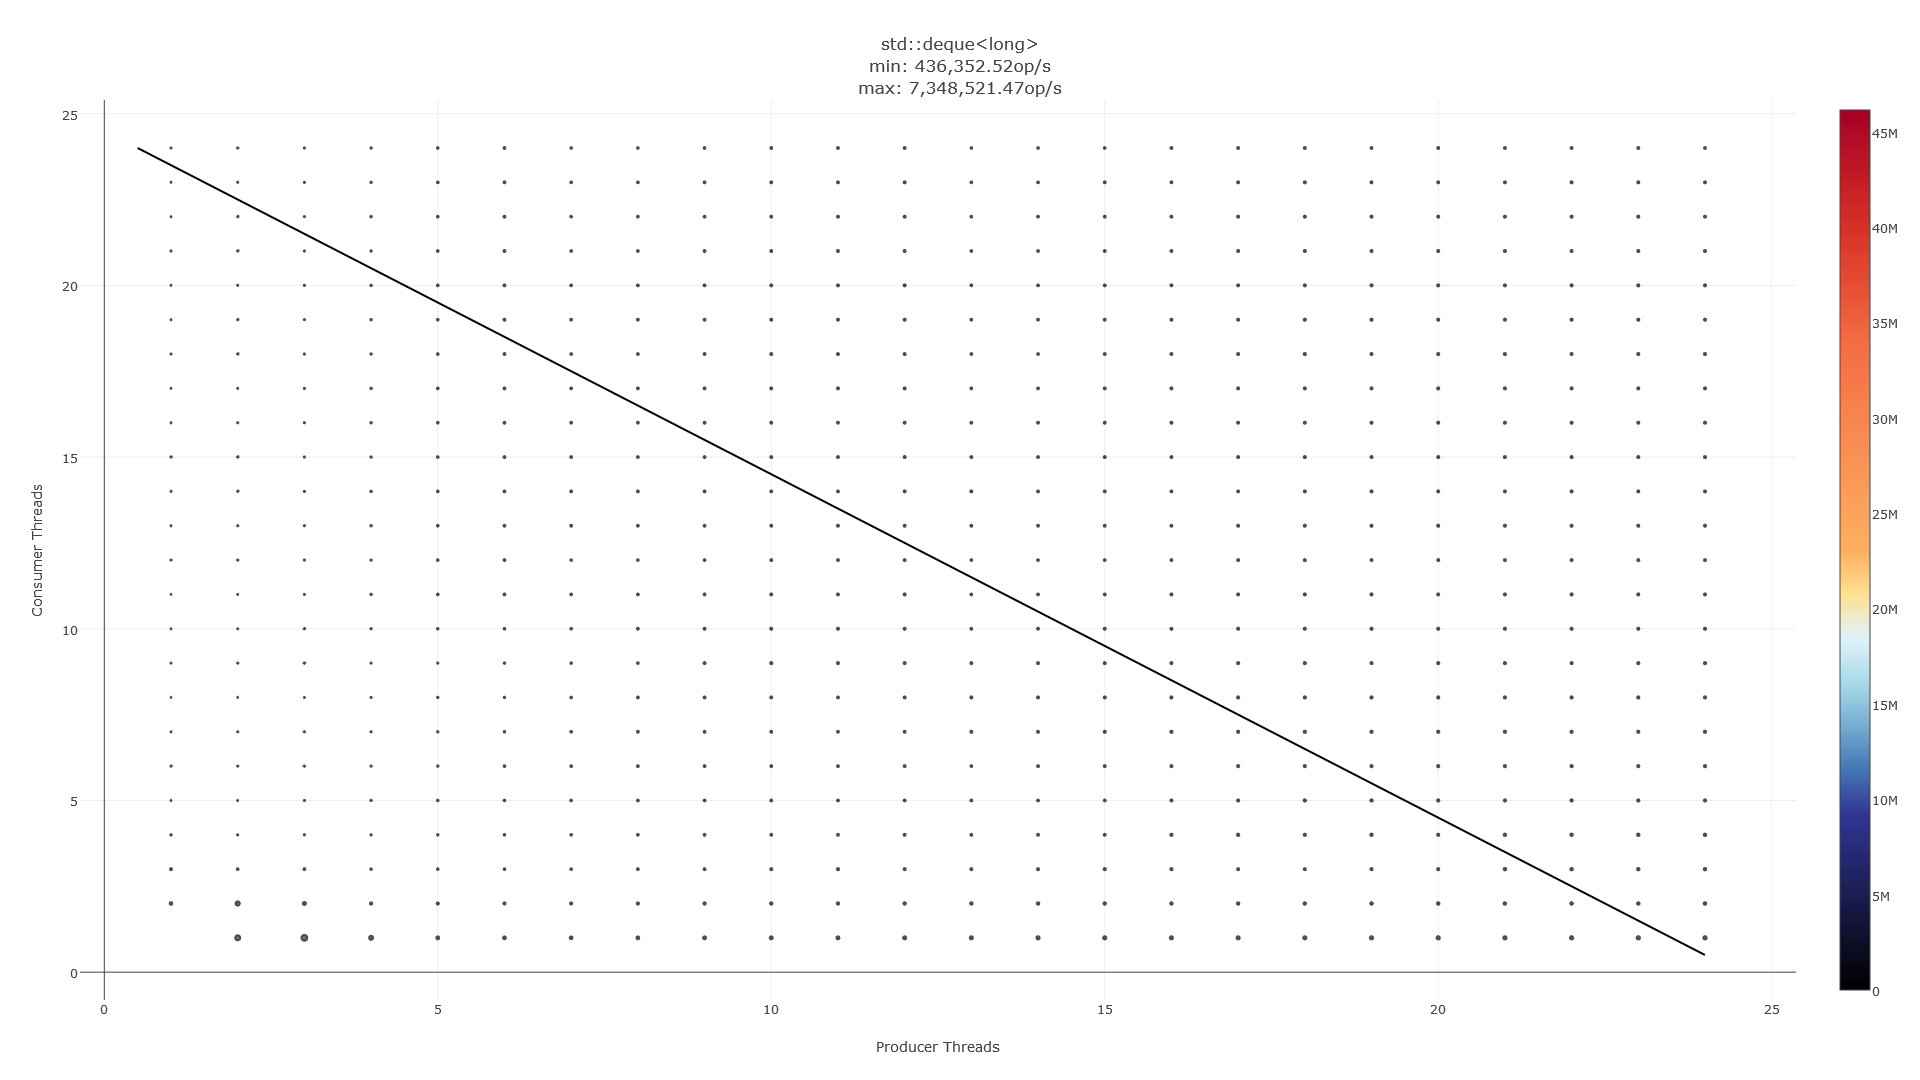 std::deque<long>
min: 436,352.52op/s
max: 7,348,521.47op/s
25
20
15
10
5
0
Consumer Threads
0
5
10
15
20
25
Producer Threads
45M
40M
35M
30M
25M
20M
15M
10M
5M
0